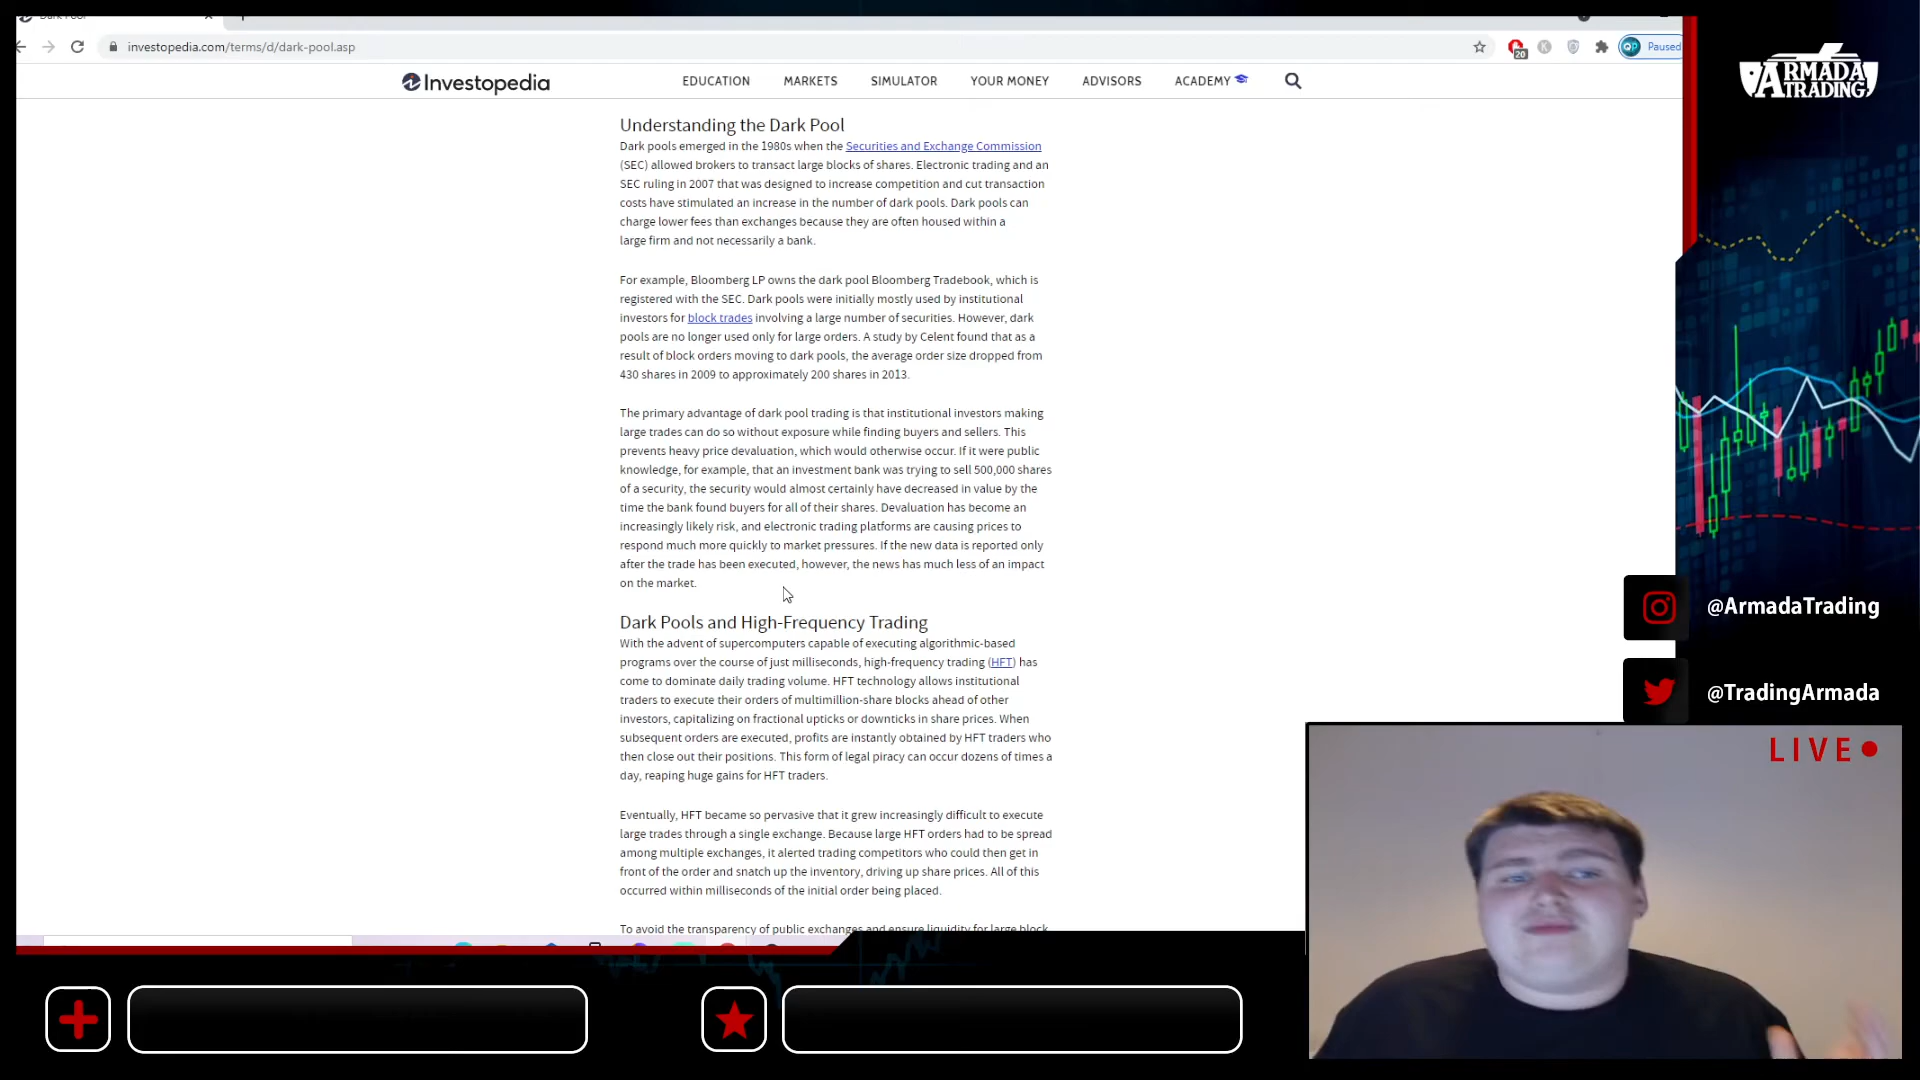 investopedia.com/terms/d/dark-pool.asp
20
Paused
Investopedia
EDUCATION MARKETS SIMULATOR YOUR MONEY ADVISORS ACADEMY
ARMADA
TRADING
Understanding the Dark Pool
Dark pools emerged in the 1980s when the Securities and Exchange Commission
(SEC) allowed brokers to transact large blocks of shares. Electronic trading and an
SEC ruling in 2007 that was designed to increase competition and cut transaction
costs have stimulated an increase in the number of dark pools. Dark pools can
charge lower fees than exchanges because they are often housed within a
large firm and not necessarily a bank.
For example, Bloomberg LP owns the dark pool Bloomberg Tradebook, which is
registered with the SEC. Dark pools were initially mostly used by institutional
investors for block trades involving a large number of securities. However, dark
pools are no longer used only for large orders. A study by Celent found that as a
result of block orders moving to dark pools, the average order size dropped from
430 shares in 2009 to approximately 200 shares in 2013.
The primary advantage of dark pool trading is that institutional investors making
large trades can do so without exposure while finding buyers and sellers. This
prevents heavy price devaluation, which would otherwise occur. If it were public
knowledge, for example, that an investment bank was trying to sell 500,000 shares
of a security, the security would almost certainly have decreased in value by the
time the bank found buyers for all of their shares. Devaluation has become an
increasingly likely risk, and electronic trading platforms are causing prices to
respond much more quickly to market pressures. If the new data is reported only
after the trade has been executed, however, the news has much less of an impact
on the market.
Dark Pools and High-Frequency Trading
With the advent of supercomputers capable of executing algorithmic-based
programs over the course of just milliseconds, high-frequency trading (HFT) has
come to dominate daily trading volume. HFT technology allows institutional
traders to execute their orders of multimillion-share blocks ahead of other
investors, capitalizing on fractional upticks or downticks in share prices. When
subsequent orders are executed, profits are instantly obtained by HFT traders who
then close out their positions. This form of legal piracy can occur dozens of times a
day, reaping huge gains for HFT traders.
Eventually, HFT became so pervasive that it grew increasingly difficult to execute
large trades through a single exchange. Because large HFT orders had to be spread
among multiple exchanges, it alerted trading competitors who could then get in
front of the order and snatch up the inventory, driving up share prices. All of this
occurred within milliseconds of the initial order being placed.
To avoid the transparency of public exchanges and ensure liquidity for large block
@ArmadaTrading
@TradingArmada
LIVE